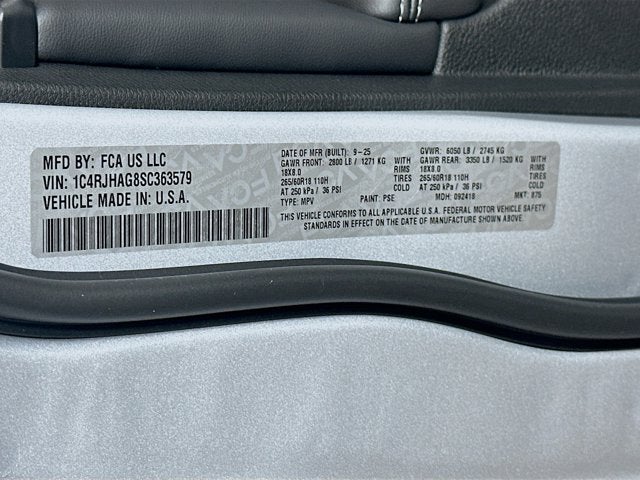 MFD BY: FCA US LLC
VIN: 1C4RJHAG8SC363579
VEHICLE MADE IN: U.S.A.
DATE OF MFR (BUILT): 9-25 GVWR: 6050 LB / 2745 KG
GAWR FRONT: 2800 LB / 1271 KG GAWR REAR: 3350 LB / 1520 KG
18X8.0 RIMS 18X8.0 RIMS
265/60R18 110H TIRES 265/60R18 110H TIRES
AT 250 kPa / 36 PSI COLD AT 250 kPa / 36 PSI COLD
TYPE: MPV PAINT: PSE MDH: 092418 MKT: 875
THIS VEHICLE CONFORMS TO ALL APPLICABLE U.S.A. FEDERAL MOTOR VEHICLE SAFETY
STANDARDS IN EFFECT ON THE DATE OF MANUFACTURE SHOWN ABOVE.